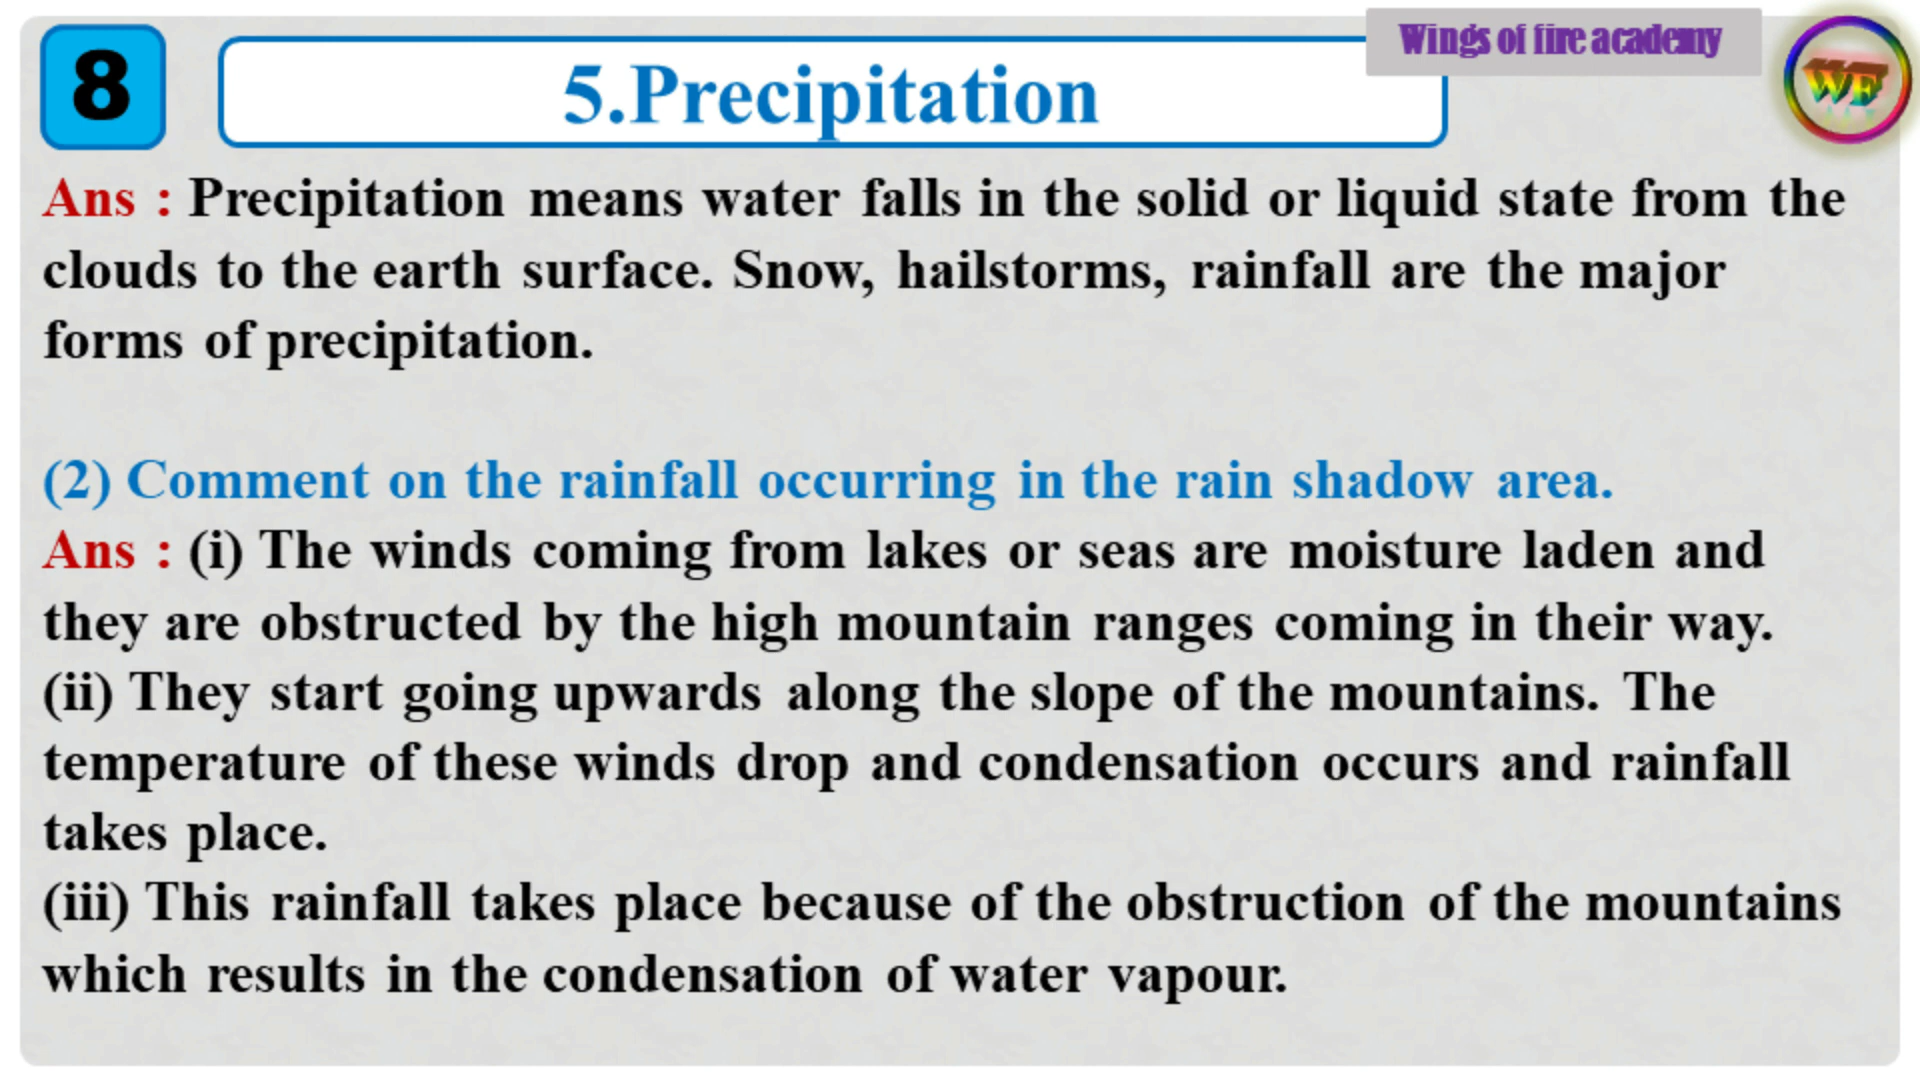 8
5.Precipitation
Wings of fire academy
WF
Ans : Precipitation means water falls in the solid or liquid state from the
clouds to the earth surface. Snow, hailstorms, rainfall are the major
forms of precipitation.
(2) Comment on the rainfall occurring in the rain shadow area.
Ans : (i) The winds coming from lakes or seas are moisture laden and
they are obstructed by the high mountain ranges coming in their way.
(ii) They start going upwards along the slope of the mountains. The
temperature of these winds drop and condensation occurs and rainfall
takes place.
(iii) This rainfall takes place because of the obstruction of the mountains
which results in the condensation of water vapour.